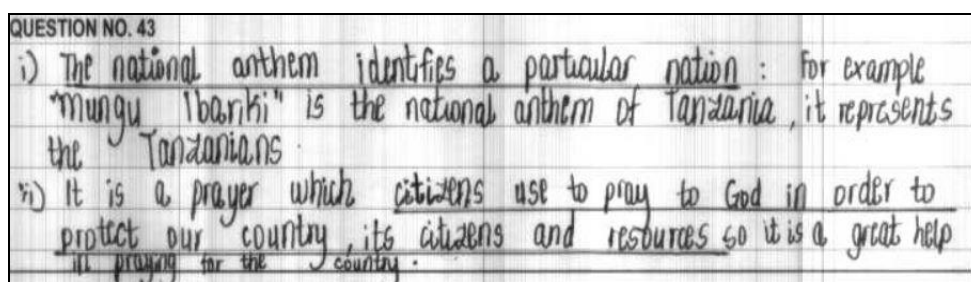 QUESTION NO. 43
i) The national anthem identifies a particular nation : For example
"Mungu Ibariki" is the national anthem of Tanzania, it represents
the Tanzanians.
ii) It is a prayer which citizens use to pray to God in order to
protect our country, its citizens and resources so it is a great help
in praying for the country.